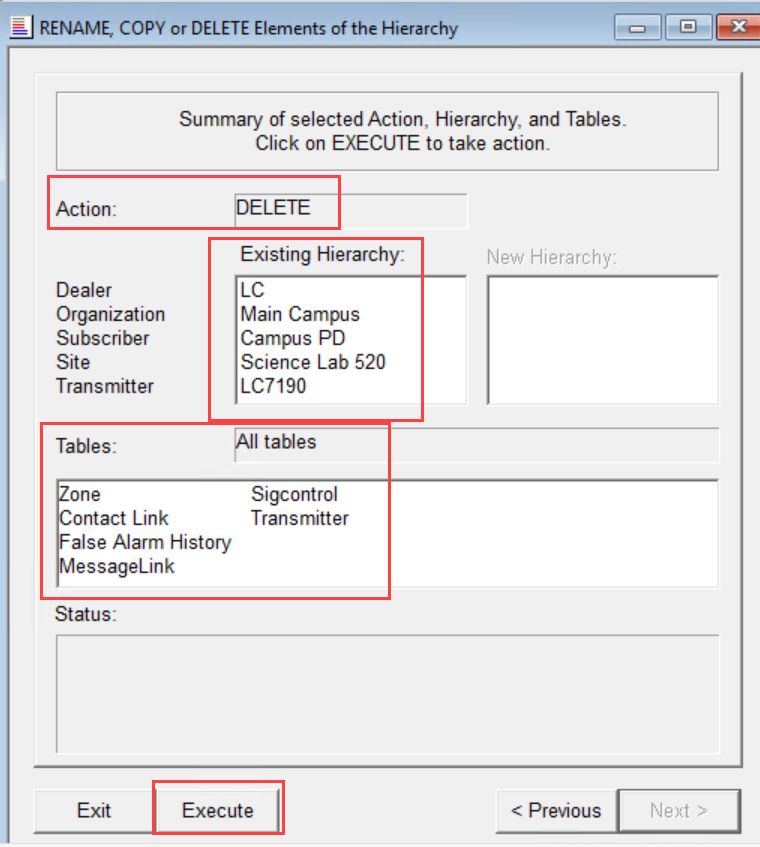 RENAME, COPY or DELETE Elements of the Hierarchy
Summary of selected Action, Hierarchy, and Tables.
Click on EXECUTE to take action.
Action: DELETE
Existing Hierarchy: New Hierarchy:
Dealer LC
Organization Main Campus
Subscriber Campus PD
Site Science Lab 520
Transmitter LC7190
Tables: All tables
Zone Sigcontrol
Contact Link Transmitter
False Alarm History
MessageLink
Status:
Exit Execute < Previous Next >